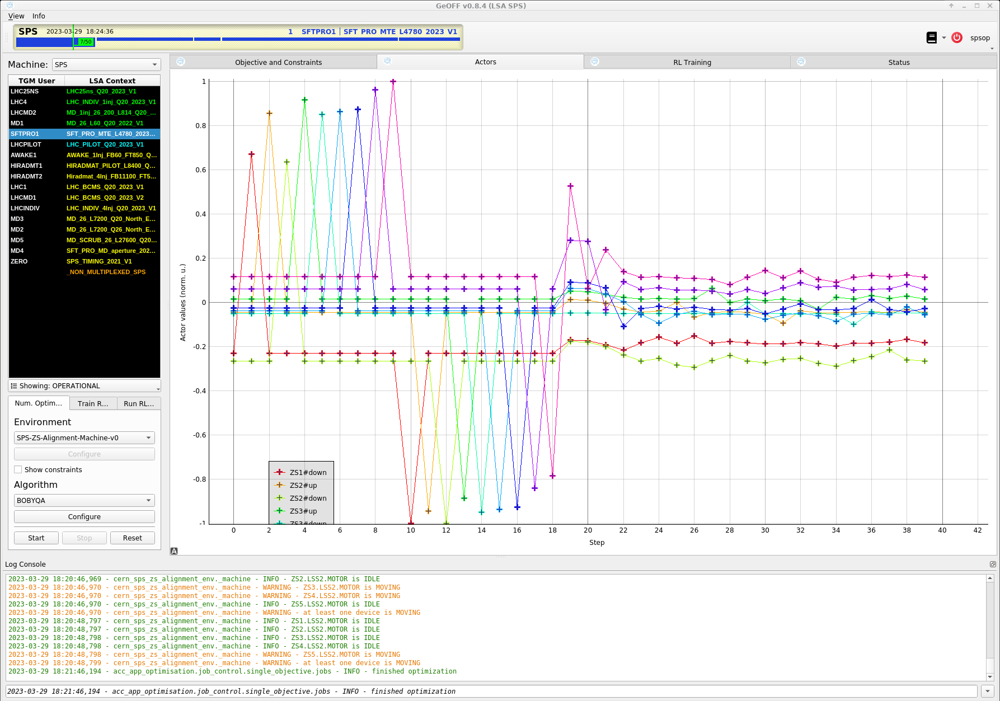 GeOFF v0.8.4 (LSA SPS)
View Info
SPS 2023-03-29 18:24:36 1 SFTPRO1 | SFT_PRO_MTE_L4780_2023_V1
7/50
spsop
Machine: SPS
Objective and Constraints Actors RL Training Status
TGM User LSA Context
LHC25NS LHC25ns_Q20_2023_V1
LHC4 LHC_INDIV_1inj_Q20_2023_V1
LHCMD2 MD_1inj_26_200_L814_Q20_...
MD1 MD_26_L60_Q20_2022_V1
SFTPRO1 SFT_PRO_MTE_L4780_2023...
LHCPILOT LHC_PILOT_Q20_2023_V1
AWAKE1 AWAKE_1Inj_FB60_FT850_Q...
HIRADMT1 HIRADMAT_PILOT_L8400_Q...
HIRADMT2 Hiradmat_4Inj_FB11100_FT5...
LHC1 LHC_BCMS_Q20_2023_V1
LHCMD1 LHC_BCMS_Q20_2023_V2
LHCINDIV LHC_INDIV_4Inj_Q20_2023_V1
MD3 MD_26_L7200_Q20_North_E...
MD2 MD_26_L7200_Q26_North_E...
MD5 MD_SCRUB_26_L27600_Q20...
MD4 SFT_PRO_MD_aperture_202...
ZERO SPS_TIMING_2021_V1
_NON_MULTIPLEXED_SPS
Showing: OPERATIONAL
Num. Optim... Train R... Run RL...
Environment
SPS-ZS-Alignment-Machine-v0
Configure
Show constraints
Algorithm
BOBYQA
Configure
Start Stop Reset
Actor values (norm. u.)
1
0.8
0.6
0.4
0.2
0
-0.2
-0.4
-0.6
-0.8
-1
ZS1#down
ZS2#up
ZS2#down
ZS3#up
ZS3#down
0 2 4 6 8 10 12 14 16 18 20 22 24 26 28 30 32 34 36 38 40 42
Step
A
Log Console
2023-03-29 18:20:46,969 - cern_sps_zs_alignment_env._machine - INFO - ZS2.LSS2.MOTOR is IDLE
2023-03-29 18:20:46,970 - cern_sps_zs_alignment_env._machine - WARNING - ZS3.LSS2.MOTOR is MOVING
2023-03-29 18:20:46,970 - cern_sps_zs_alignment_env._machine - WARNING - ZS4.LSS2.MOTOR is MOVING
2023-03-29 18:20:46,970 - cern_sps_zs_alignment_env._machine - INFO - ZS5.LSS2.MOTOR is IDLE
2023-03-29 18:20:46,970 - cern_sps_zs_alignment_env._machine - WARNING - at least one device is MOVING
2023-03-29 18:20:48,797 - cern_sps_zs_alignment_env._machine - INFO - ZS1.LSS2.MOTOR is IDLE
2023-03-29 18:20:48,797 - cern_sps_zs_alignment_env._machine - INFO - ZS2.LSS2.MOTOR is IDLE
2023-03-29 18:20:48,798 - cern_sps_zs_alignment_env._machine - INFO - ZS3.LSS2.MOTOR is IDLE
2023-03-29 18:20:48,798 - cern_sps_zs_alignment_env._machine - INFO - ZS4.LSS2.MOTOR is IDLE
2023-03-29 18:20:48,798 - cern_sps_zs_alignment_env._machine - WARNING - ZS5.LSS2.MOTOR is MOVING
2023-03-29 18:20:48,799 - cern_sps_zs_alignment_env._machine - WARNING - at least one device is MOVING
2023-03-29 18:21:46,194 - acc_app_optimisation.job_control.single_objective.jobs - INFO - finished optimization
2023-03-29 18:21:46,194 - acc_app_optimisation.job_control.single_objective.jobs - INFO - finished optimization